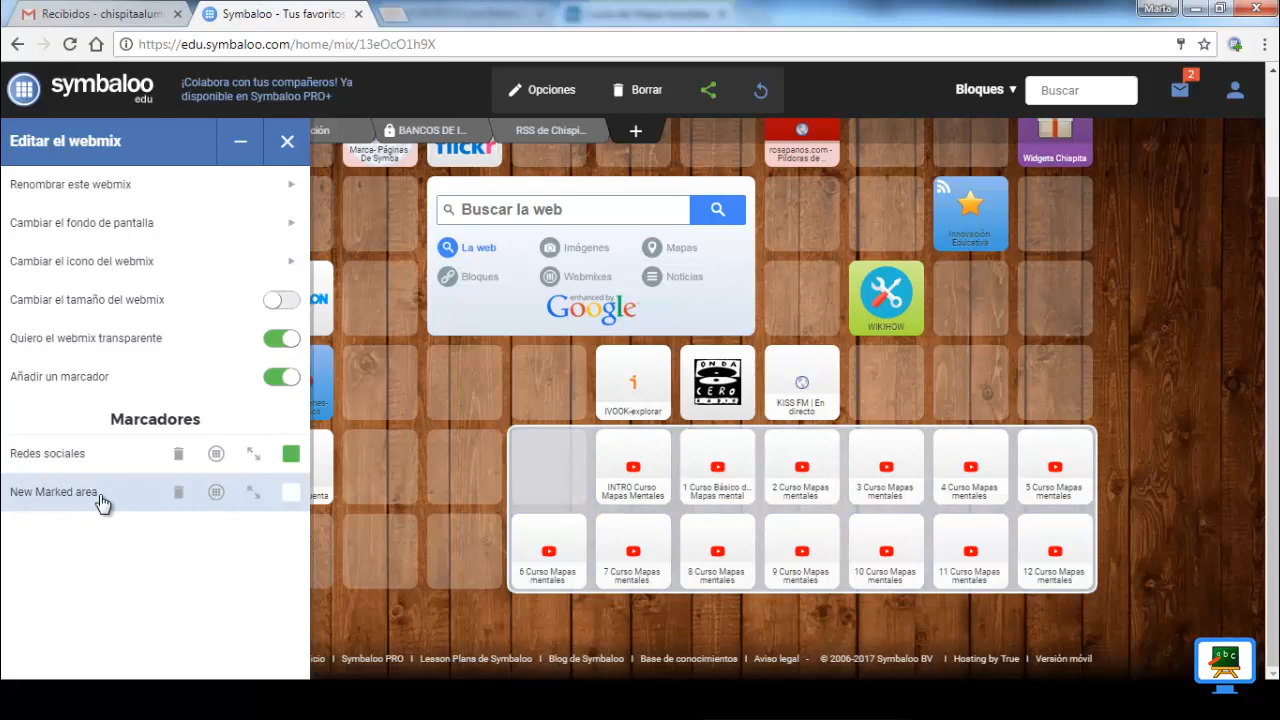 Recibidos - chispitaalum
Symbaloo - Tus favoritos
Marta
https://edu.symbaloo.com/home/mix/13eOcO1h9X
symbaloo
edu
¡Colabora con tus compañeros! Ya
disponible en Symbaloo PRO+
Opciones
Borrar
Bloques
Buscar
2
Editar el webmix
ción
BANCOS DE I...
RSS de Chispi...
Marca- Páginas
De Symba
flickr
rosapanos.com -
Píldoras de ...
Widgets Chispita
Renombrar este webmix
Cambiar el fondo de pantalla
Cambiar el icono del webmix
Cambiar el tamaño del webmix
Quiero el webmix transparente
Añadir un marcador
Marcadores
Redes sociales
New Marked area
Buscar la web
La web
Imágenes
Mapas
Bloques
Webmixes
Noticias
enhanced by
Google
Innovación
Educativa
ON
WIKIHOW
i
IVOOX-explorar
ONDA
CERO
RADIO
KISS FM | En
directo
INTRO Curso
Mapas Mentales
1 Curso Básico d...
Mapas mental
2 Curso Mapas
mentales
3 Curso Mapas
mentales
4 Curso Mapas
mentales
5 Curso Mapas
mentales
6 Curso Mapas
mentales
7 Curso Mapas
mentales
8 Curso Mapas
mentales
9 Curso Mapas
mentales
10 Curso Mapas
mentales
11 Curso Mapas
mentales
12 Curso Mapas
mentales
icio | Symbaloo PRO | Lesson Plans de Symbaloo | Blog de Symbaloo | Base de conocimientos | Aviso legal - © 2006-2017 Symbaloo BV | Hosting by True | Versión móvil
abc